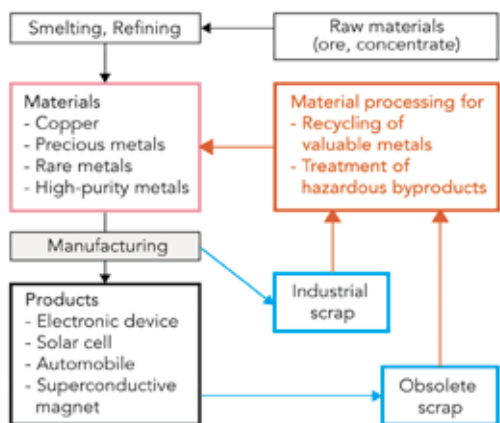 Smelting, Refining
Raw materials
(ore, concentrate)
Materials
- Copper
- Precious metals
- Rare metals
- High-purity metals
Material processing for
- Recycling of
valuable metals
- Treatment of
hazardous byproducts
Manufacturing
Industrial
scrap
Products
- Electronic device
- Solar cell
- Automobile
- Superconductive
magnet
Obsolete
scrap